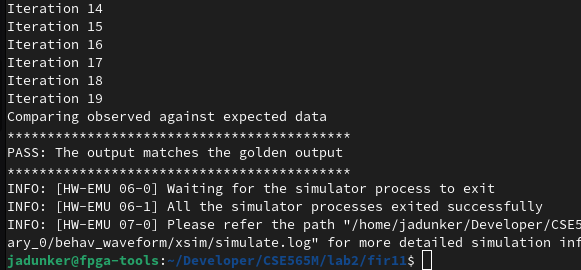 Iteration 14
Iteration 15
Iteration 16
Iteration 17
Iteration 18
Iteration 19
Comparing observed against expected data
*******************************************
PASS: The output matches the golden output
*******************************************
INFO: [HW-EMU 06-0] Waiting for the simulator process to exit
INFO: [HW-EMU 06-1] All the simulator processes exited successfully
INFO: [HW-EMU 07-0] Please refer the path "/home/jadunker/Developer/CSE5
ary_0/behav_waveform/xsim/simulate.log" for more detailed simulation inf
jadunker@fpga-tools:~/Developer/CSE565M/lab2/fir11$